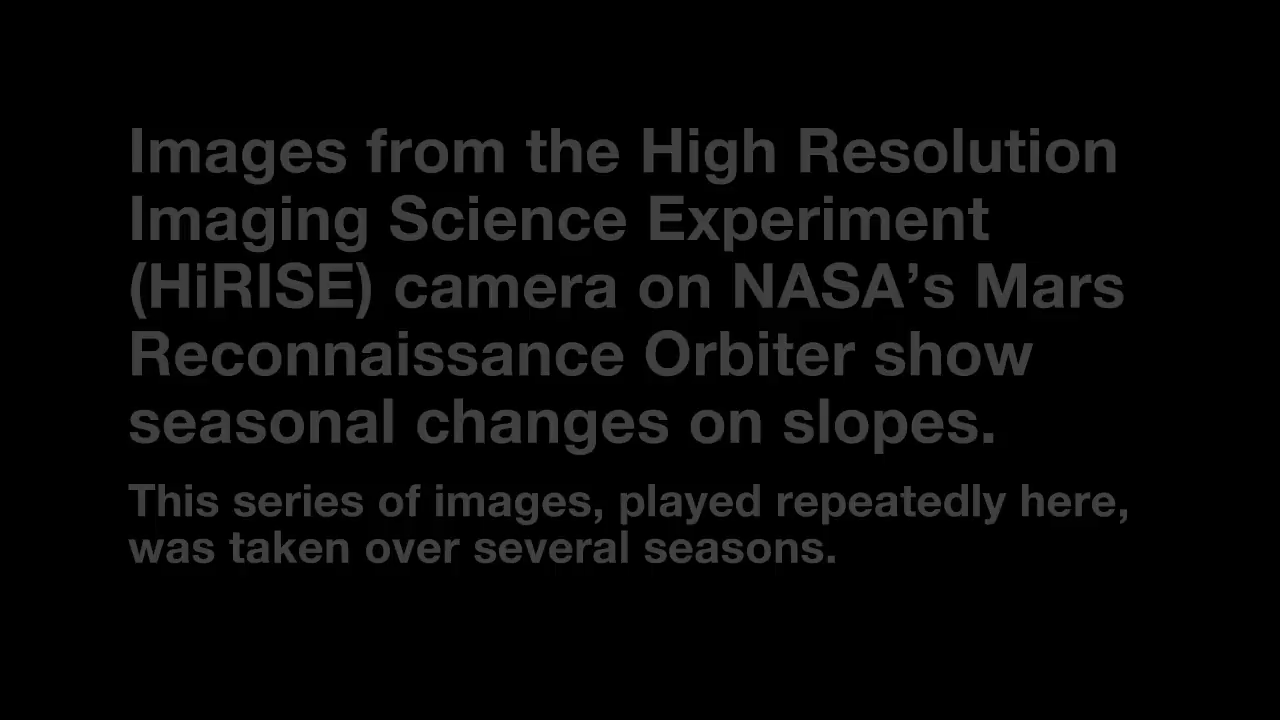 Images from the High Resolution
Imaging Science Experiment
(HiRISE) camera on NASA’s Mars
Reconnaissance Orbiter show
seasonal changes on slopes.
This series of images, played repeatedly here,
was taken over several seasons.